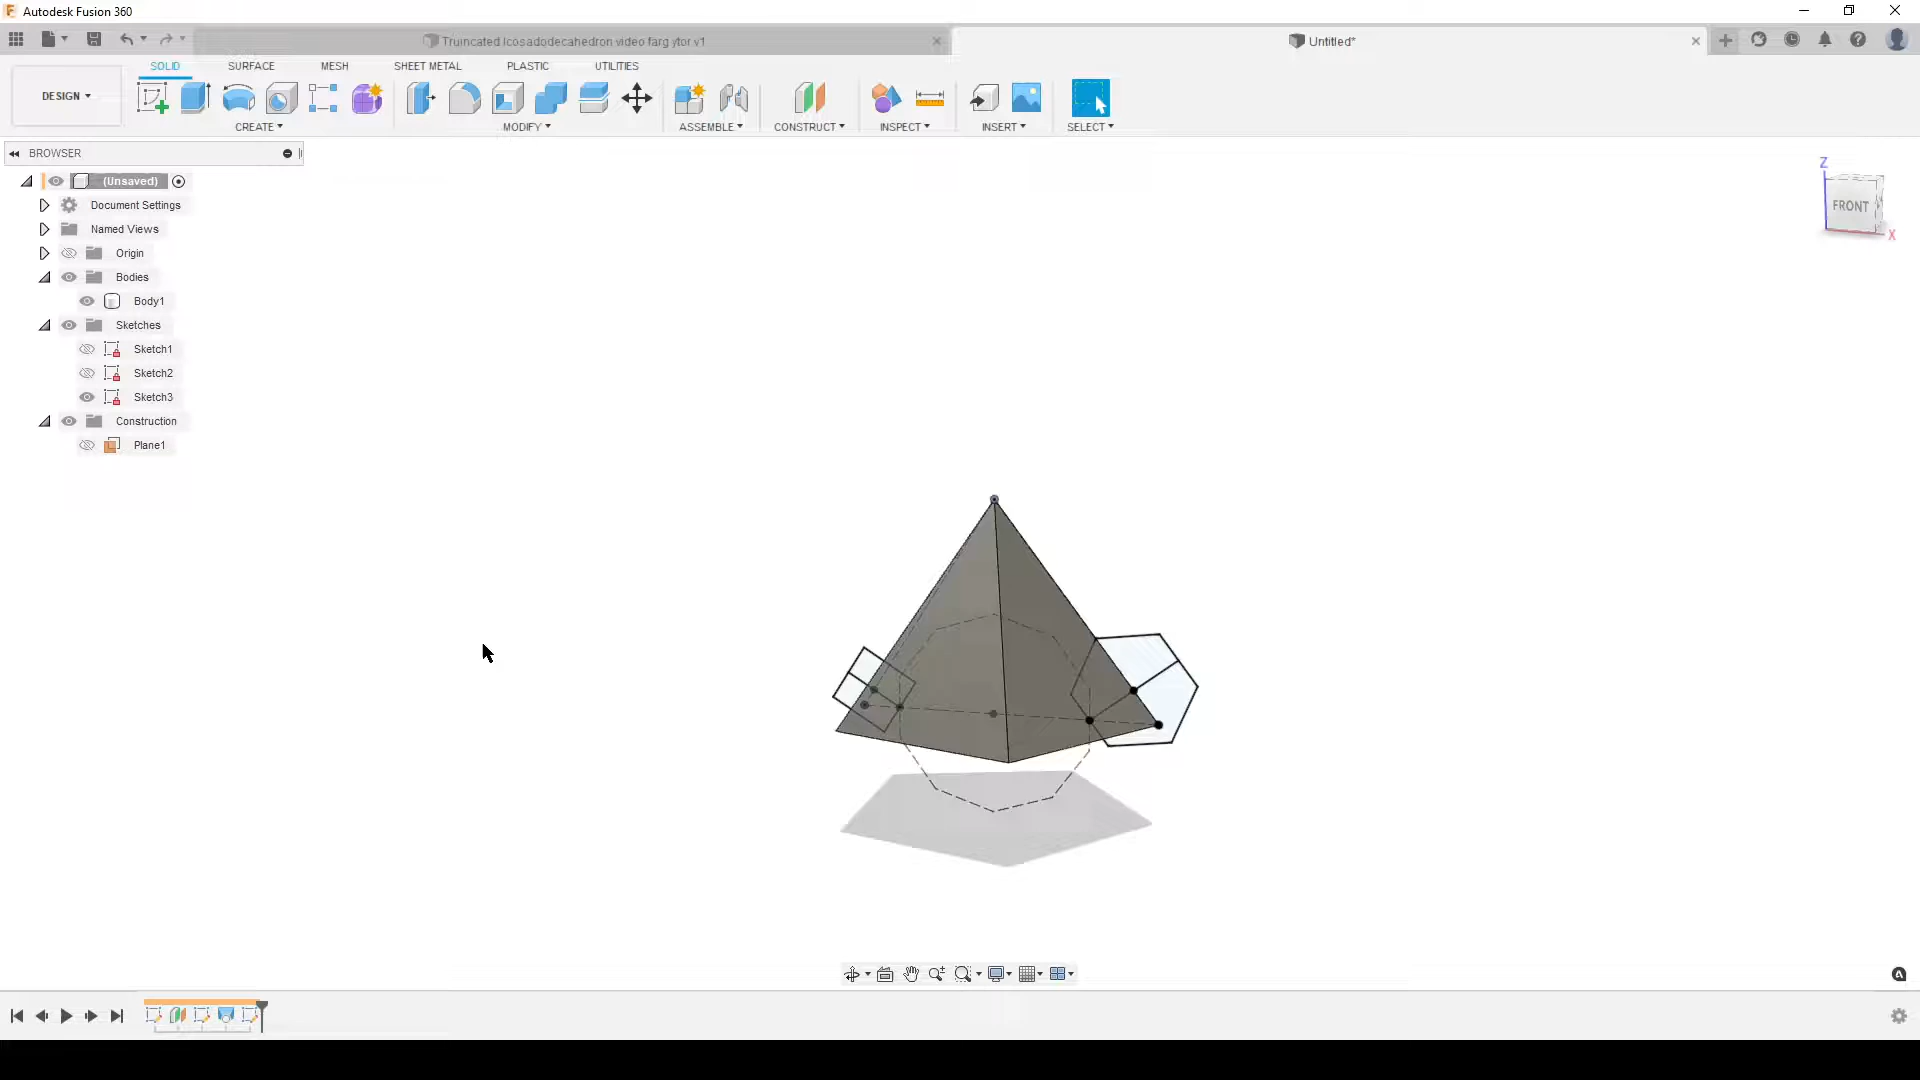 Autodesk Fusion 360
Truncated Icosadodecahedron video farg ytor v1
Untitled*
SOLID SURFACE MESH SHEET METAL PLASTIC UTILITIES
DESIGN
CREATE MODIFY ASSEMBLE CONSTRUCT INSPECT INSERT SELECT
BROWSER
(Unsaved)
Document Settings
Named Views
Origin
Bodies
Body1
Sketches
Sketch1
Sketch2
Sketch3
Construction
Plane1
Z
FRONT
X